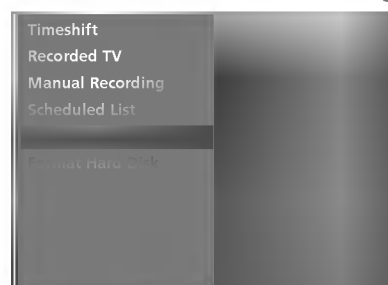 Timeshift
Recorded TV
Manual Recording
Scheduled List
Format Hard Disk